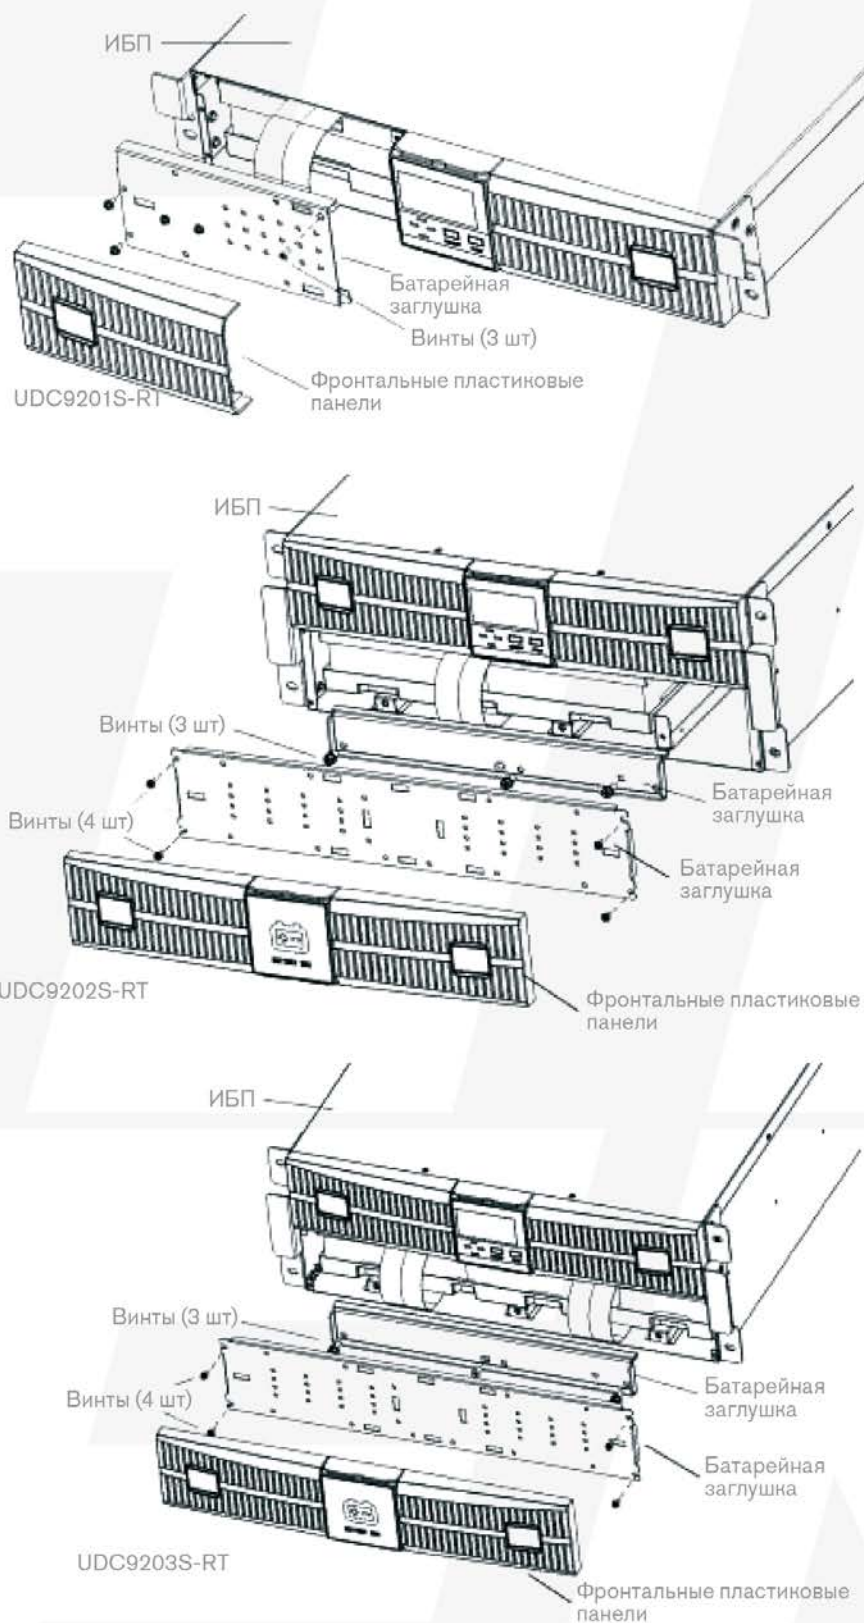 ИБП
Батарейная
заглушка
Винты (3 шт)
Фронтальные пластиковые
панели
UDC9201S-RT
ИБП
Винты (3 шт)
Батарейная
заглушка
Винты (4 шт)
Батарейная
заглушка
UDC9202S-RT
Фронтальные пластиковые
панели
ИБП
Винты (3 шт)
Батарейная
заглушка
Винты (4 шт)
Батарейная
заглушка
UDC9203S-RT
Фронтальные пластиковые
панели